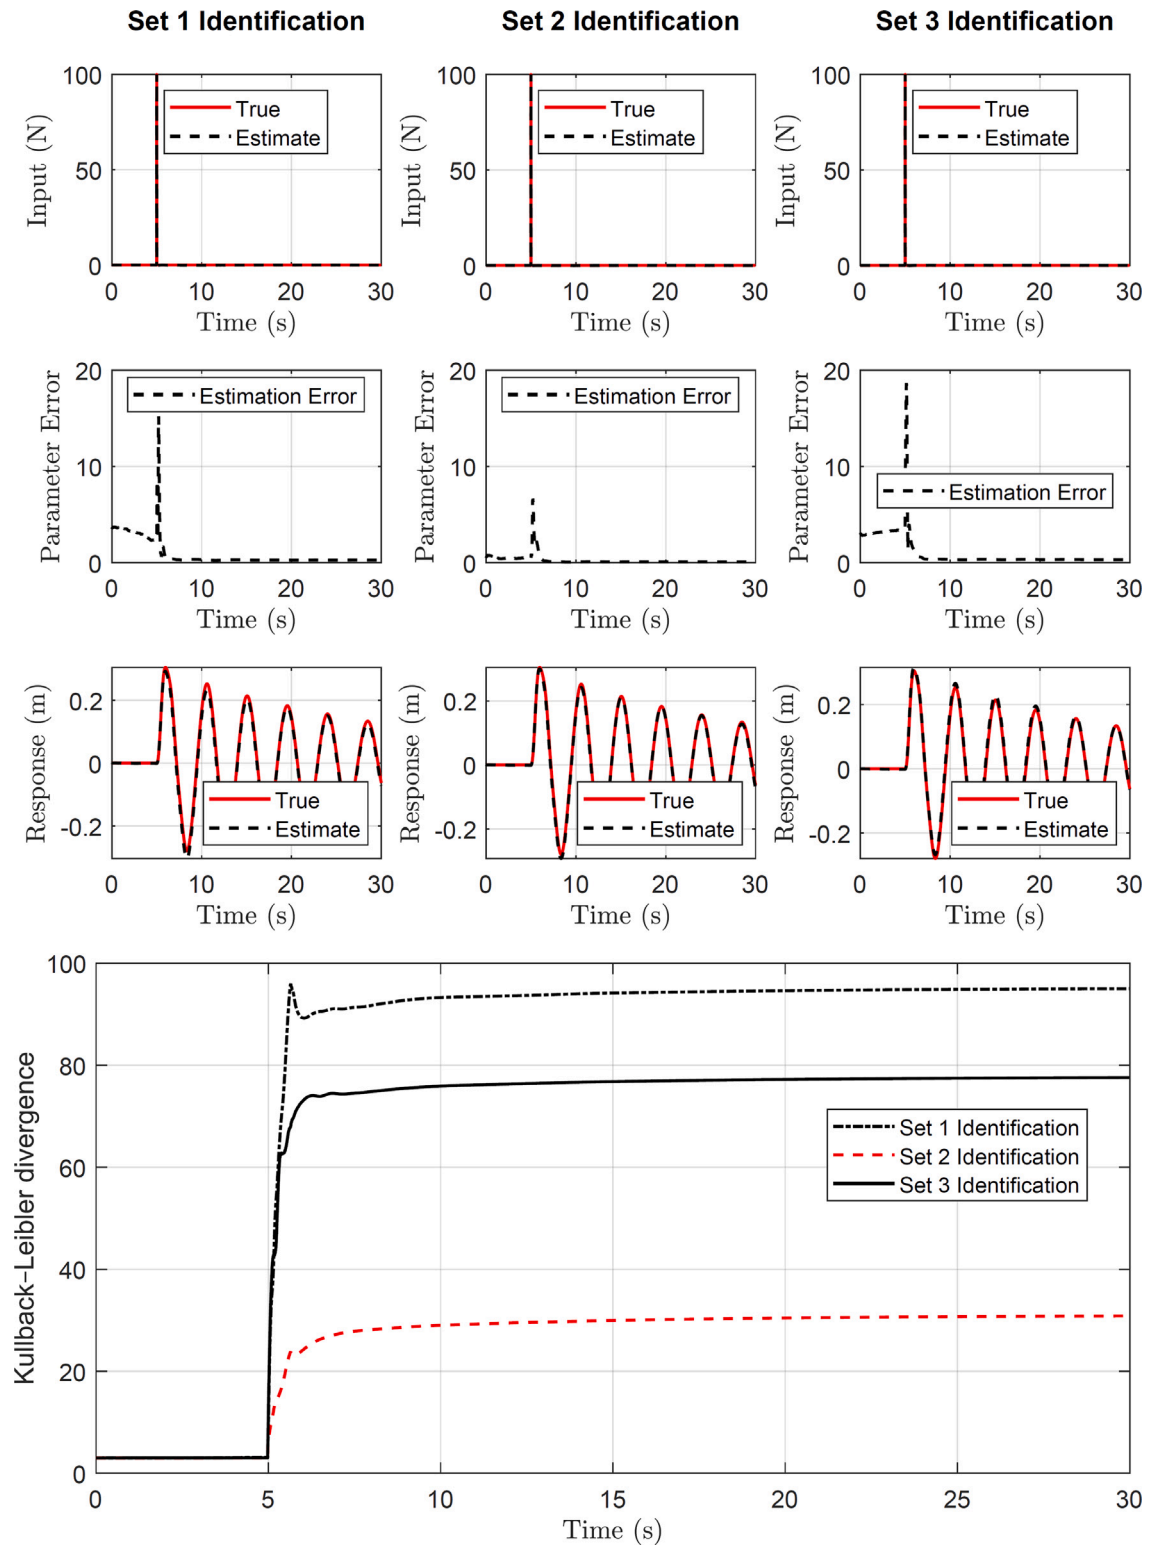 Set 1 Identification
Set 2 Identification
Set 3 Identification
100
50
0
Input (N)
True
Estimate
0
10
20
30
Time (s)
100
50
0
Input (N)
True
Estimate
0
10
20
30
Time (s)
100
50
0
Input (N)
True
Estimate
0
10
20
30
Time (s)
20
10
0
Parameter Error
Estimation Error
0
10
20
30
Time (s)
20
10
0
Parameter Error
Estimation Error
0
10
20
30
Time (s)
20
10
0
Parameter Error
Estimation Error
0
10
20
30
Time (s)
0.2
0
-0.2
Response (m)
True
Estimate
0
10
20
30
Time (s)
0.2
0
-0.2
Response (m)
True
Estimate
0
10
20
30
Time (s)
0.2
0
-0.2
Response (m)
True
Estimate
0
10
20
30
Time (s)
100
80
60
40
20
0
Kullback-Leibler divergence
Set 1 Identification
Set 2 Identification
Set 3 Identification
0
5
10
15
20
25
30
Time (s)